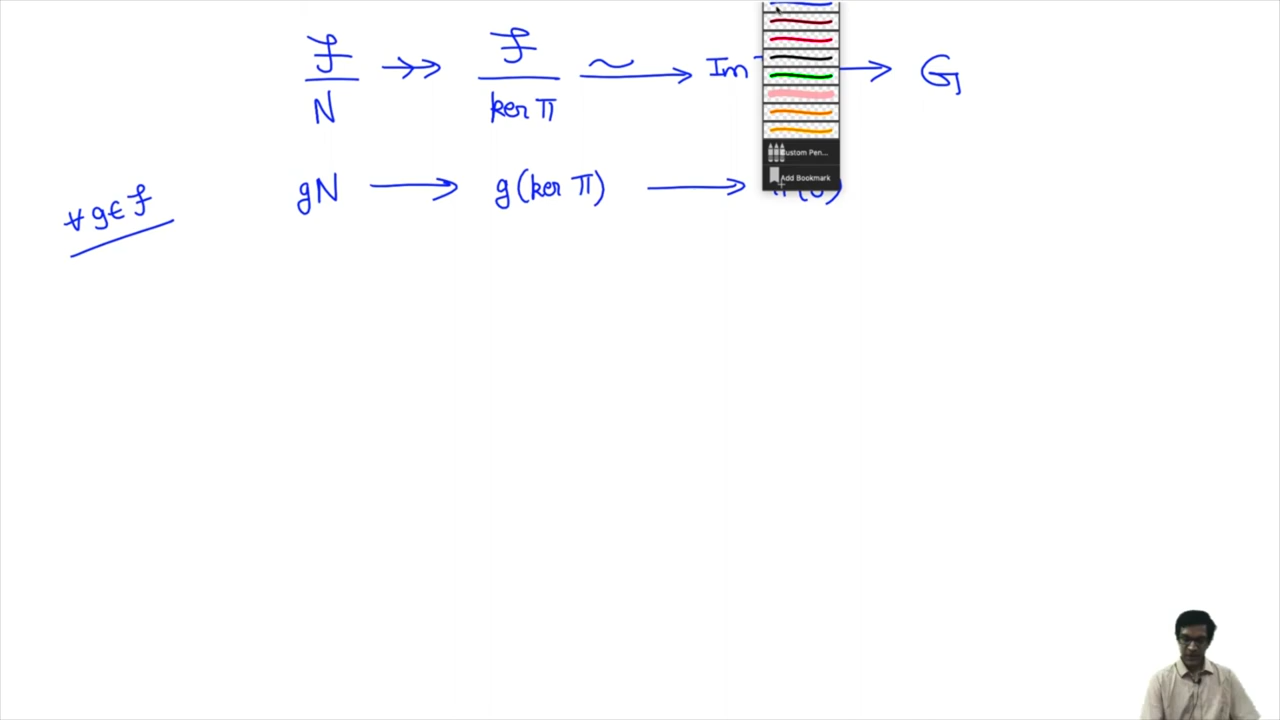 f/N ↠ f/ker π ⟶ (∼) Im → G
∀ g ∈ f gN → g(ker π) →
Custom Pen...
Add Bookmark